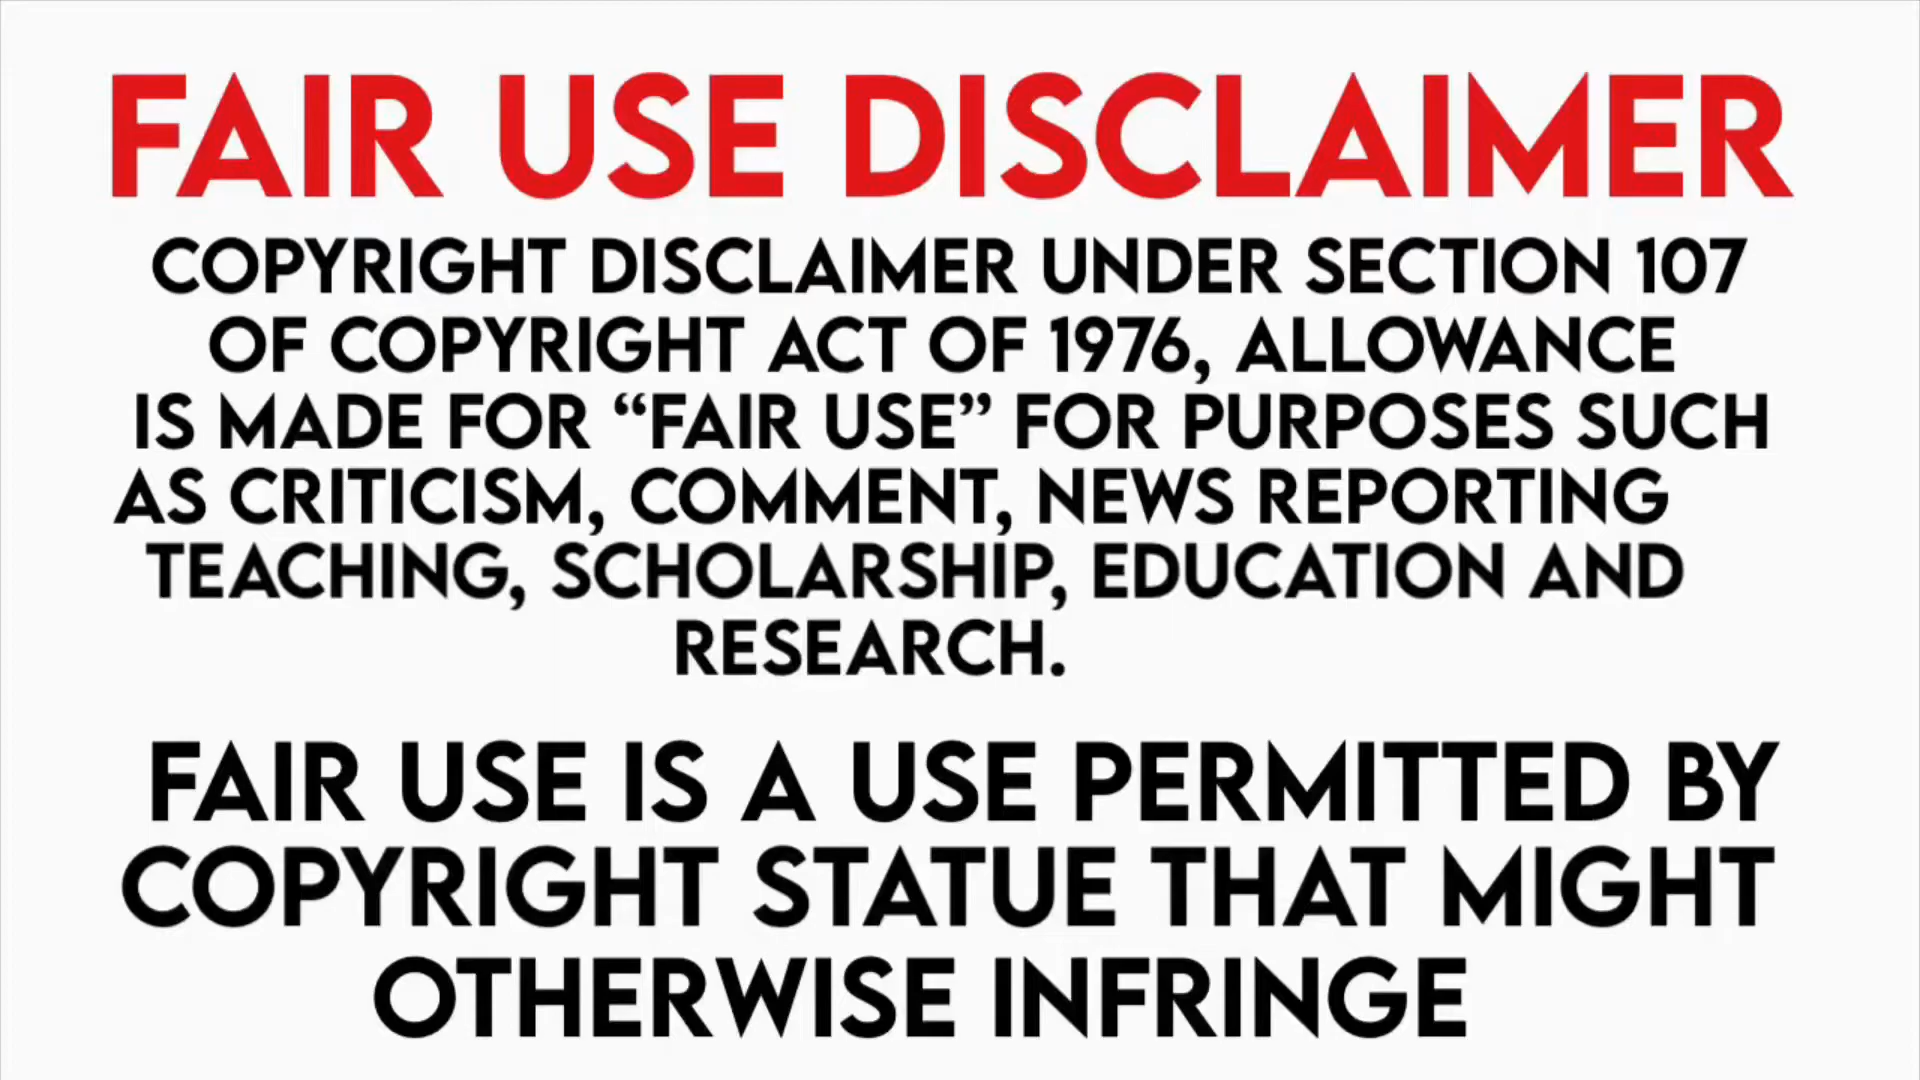 FAIR USE DISCLAIMER
COPYRIGHT DISCLAIMER UNDER SECTION 107
OF COPYRIGHT ACT OF 1976, ALLOWANCE
IS MADE FOR “FAIR USE” FOR PURPOSES SUCH
AS CRITICISM, COMMENT, NEWS REPORTING
TEACHING, SCHOLARSHIP, EDUCATION AND
RESEARCH.
FAIR USE IS A USE PERMITTED BY
COPYRIGHT STATUE THAT MIGHT
OTHERWISE INFRINGE